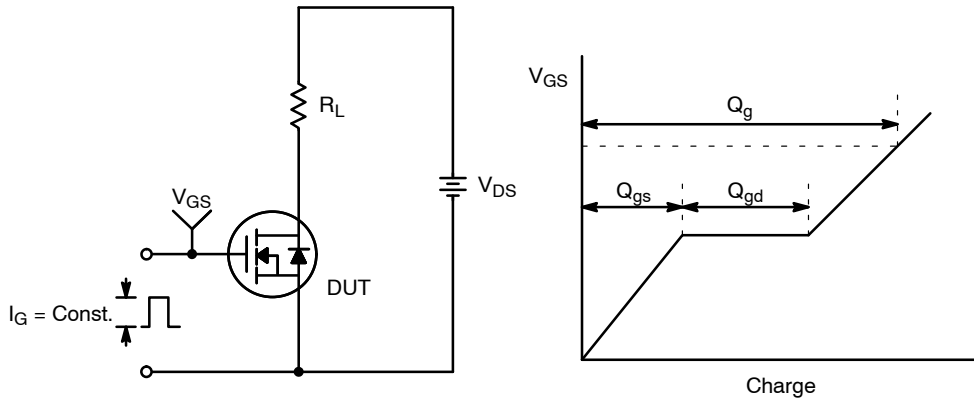 R_L
V_GS
V_DS
DUT
I_G = Const.
V_GS
Q_g
Q_gs
Q_gd
Charge